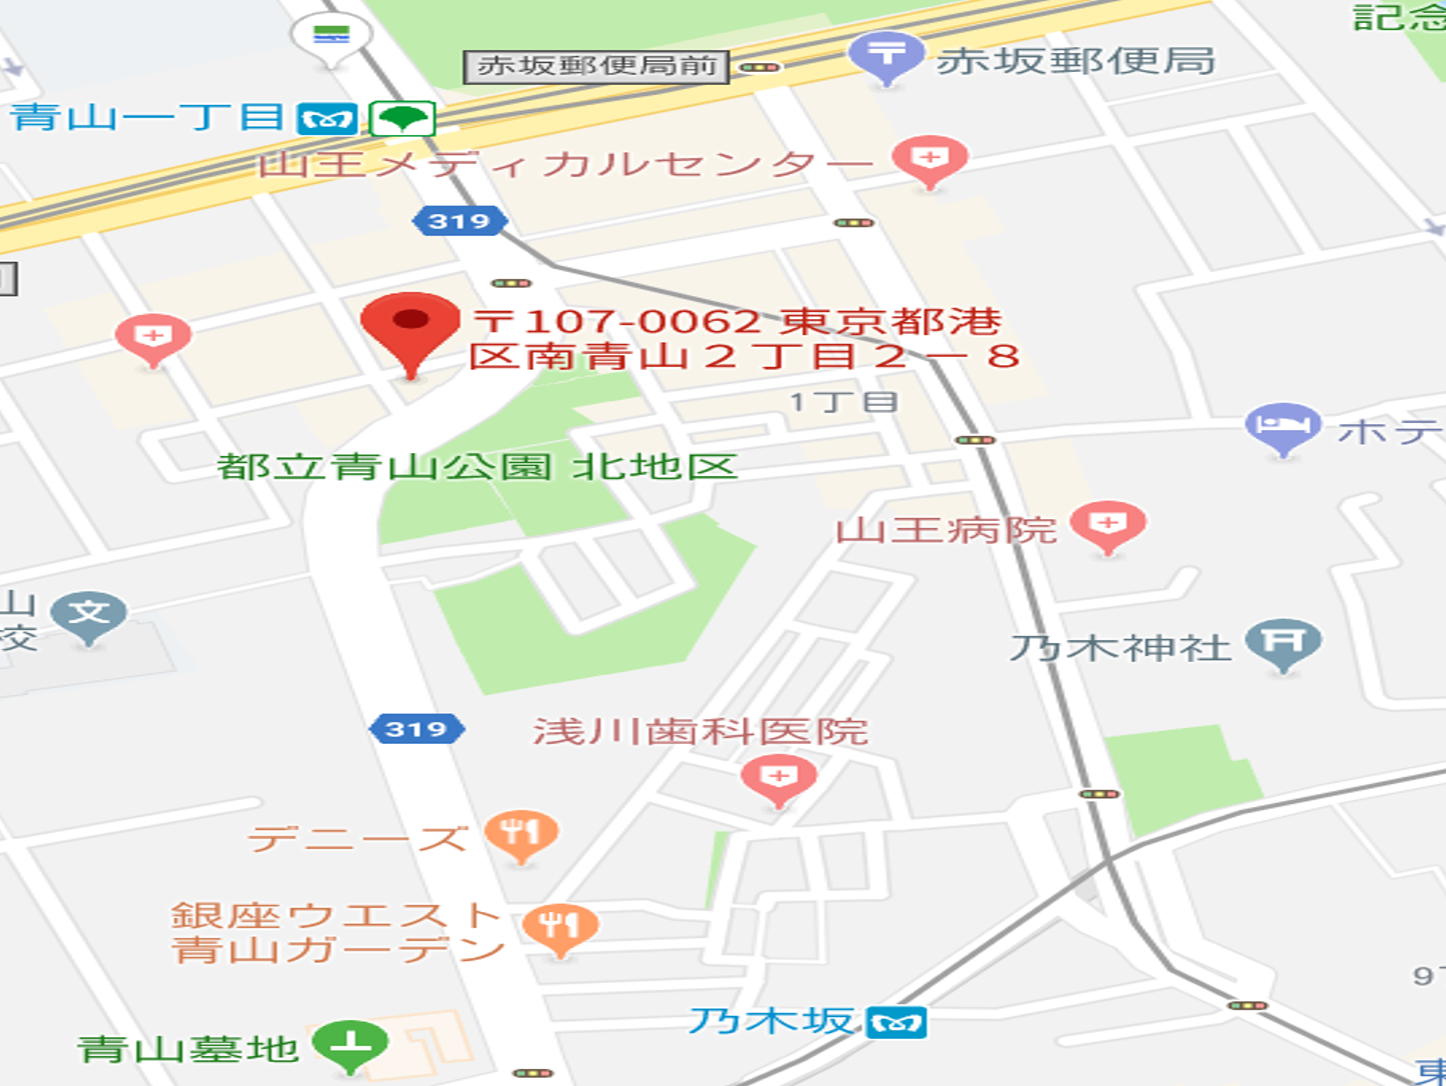 記念
赤坂郵便局前
赤坂郵便局
青山一丁目
山王メディカルセンター
319
〒107-0062 東京都港
区南青山２丁目２－８
1丁目
ホテ
都立青山公園 北地区
山王病院
山
校
文
乃木神社
319
浅川歯科医院
デニーズ
銀座ウエスト
青山ガーデン
9
乃木坂
青山墓地
東